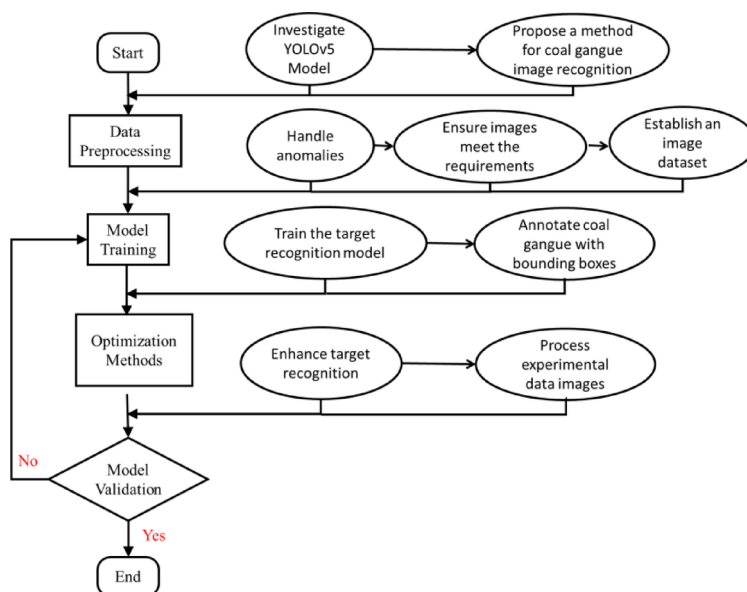 Start
Investigate
YOLOv5
Model
Propose a method
for coal gangue
image recognition
Data
Preprocessing
Handle
anomalies
Ensure images
meet the
requirements
Establish an
image
dataset
Model
Training
Train the target
recognition model
Annotate coal
gangue with
bounding boxes
Optimization
Methods
Enhance target
recognition
Process
experimental
data images
No
Model
Validation
Yes
End